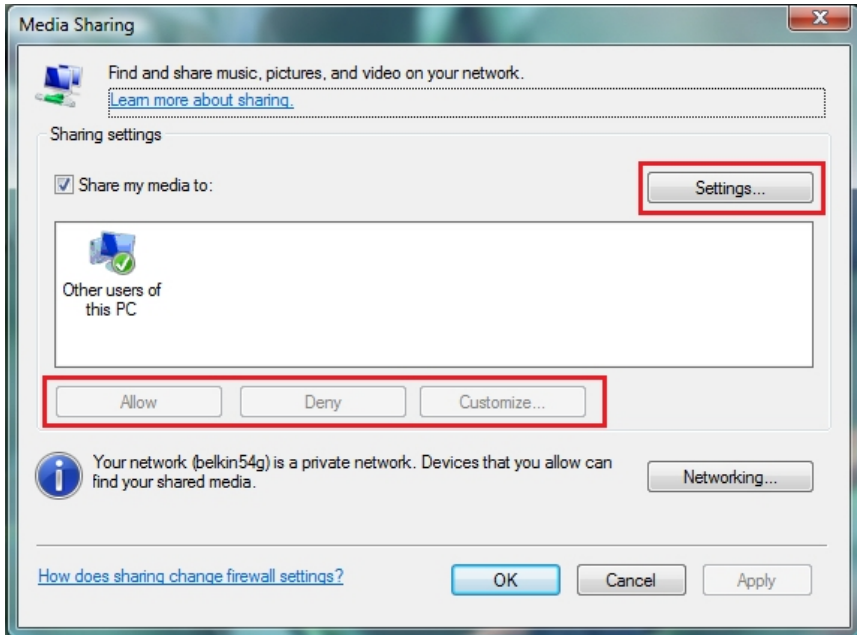 Media Sharing
Find and share music, pictures, and video on your network.
Learn more about sharing.
Sharing settings
Share my media to:
Settings...
Other users of
this PC
Allow
Deny
Customize...
Your network (belkin54g) is a private network. Devices that you allow can
find your shared media.
Networking...
How does sharing change firewall settings?
OK
Cancel
Apply